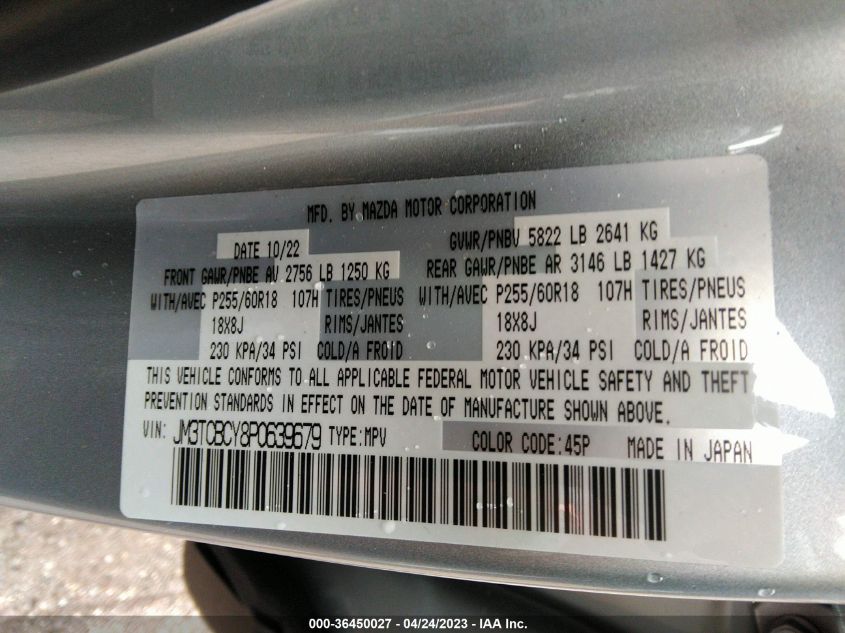 MFD. BY MAZDA MOTOR CORPORATION
DATE 10/22
GVWR/PNBV 5822 LB 2641 KG
FRONT GAWR/PNBE AV 2756 LB 1250 KG
REAR GAWR/PNBE AR 3146 LB 1427 KG
WITH/AVEC P255/60R18 107H TIRES/PNEUS
WITH/AVEC P255/60R18 107H TIRES/PNEUS
18X8J RIMS/JANTES
18X8J RIMS/JANTES
230 KPA/34 PSI COLD/A FROID
230 KPA/34 PSI COLD/A FROID
THIS VEHICLE CONFORMS TO ALL APPLICABLE FEDERAL MOTOR VEHICLE SAFETY AND THEFT
PREVENTION STANDARDS IN EFFECT ON THE DATE OF MANUFACTURE SHOWN ABOVE.
VIN: JM3TCBCY8P0639679 TYPE:MPV COLOR CODE:45P MADE IN JAPAN
000-36450027 - 04/24/2023 - IAA Inc.